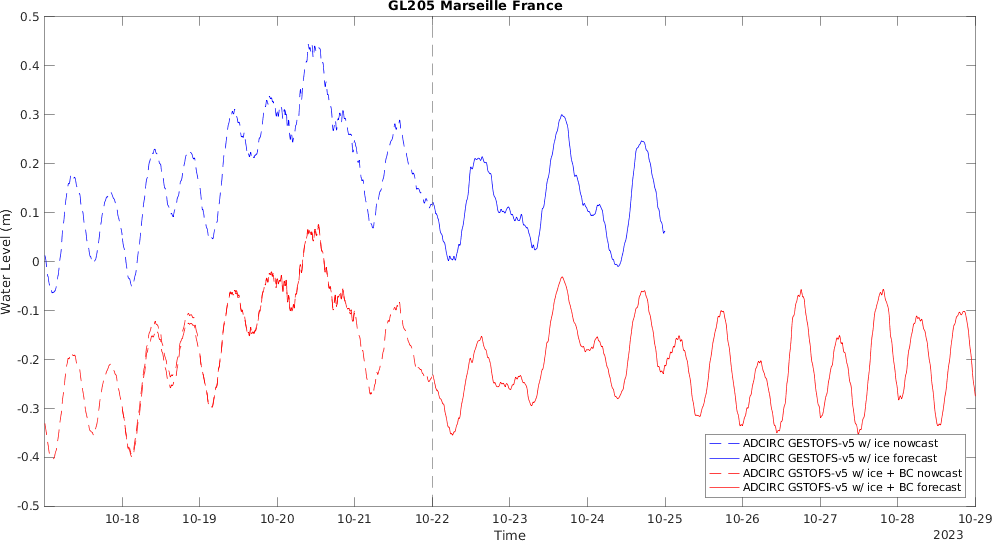 GL205 Marseille France
0.5
0.4
0.3
0.2
0.1
0
-0.1
-0.2
-0.3
-0.4
-0.5
Water Level (m)
ADCIRC GESTOFS-v5 w/ ice nowcast
ADCIRC GESTOFS-v5 w/ ice forecast
ADCIRC GSTOFS-v5 w/ ice + BC nowcast
ADCIRC GSTOFS-v5 w/ ice + BC forecast
10-18 10-19 10-20 10-21 10-22 10-23 10-24 10-25 10-26 10-27 10-28 10-29
Time
2023